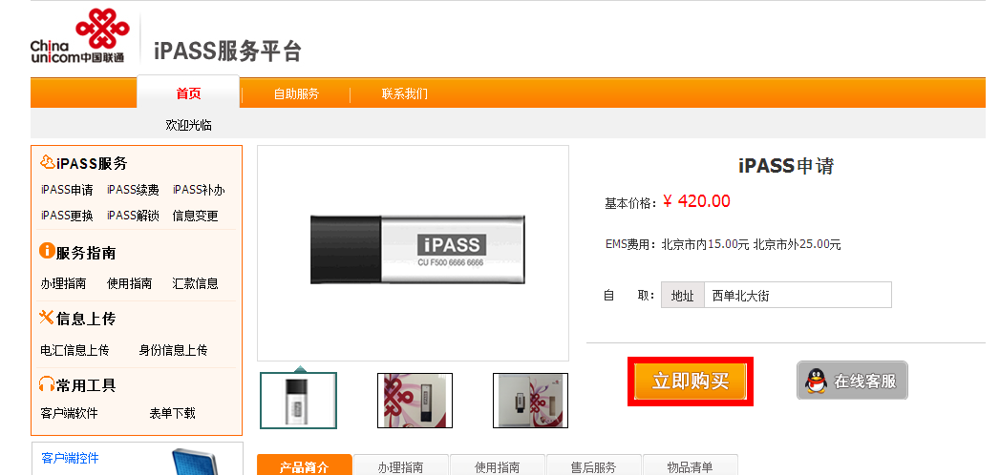 China
unicom中国联通
iPASS服务平台
首页 自助服务 联系我们
欢迎光临
iPASS服务
iPASS申请 iPASS续费 iPASS补办
iPASS更换 iPASS解锁 信息变更
服务指南
办理指南 使用指南 汇款信息
信息上传
电汇信息上传 身份信息上传
常用工具
客户端软件 表单下载
客户端控件
iPASS
CU F500 6666 6666
iPASS申请
基本价格：￥ 420.00
EMS费用：北京市内15.00元 北京市外25.00元
自 取： 地址 西单北大街
立即购买 在线客服
产品简介 办理指南 使用指南 售后服务 物品清单